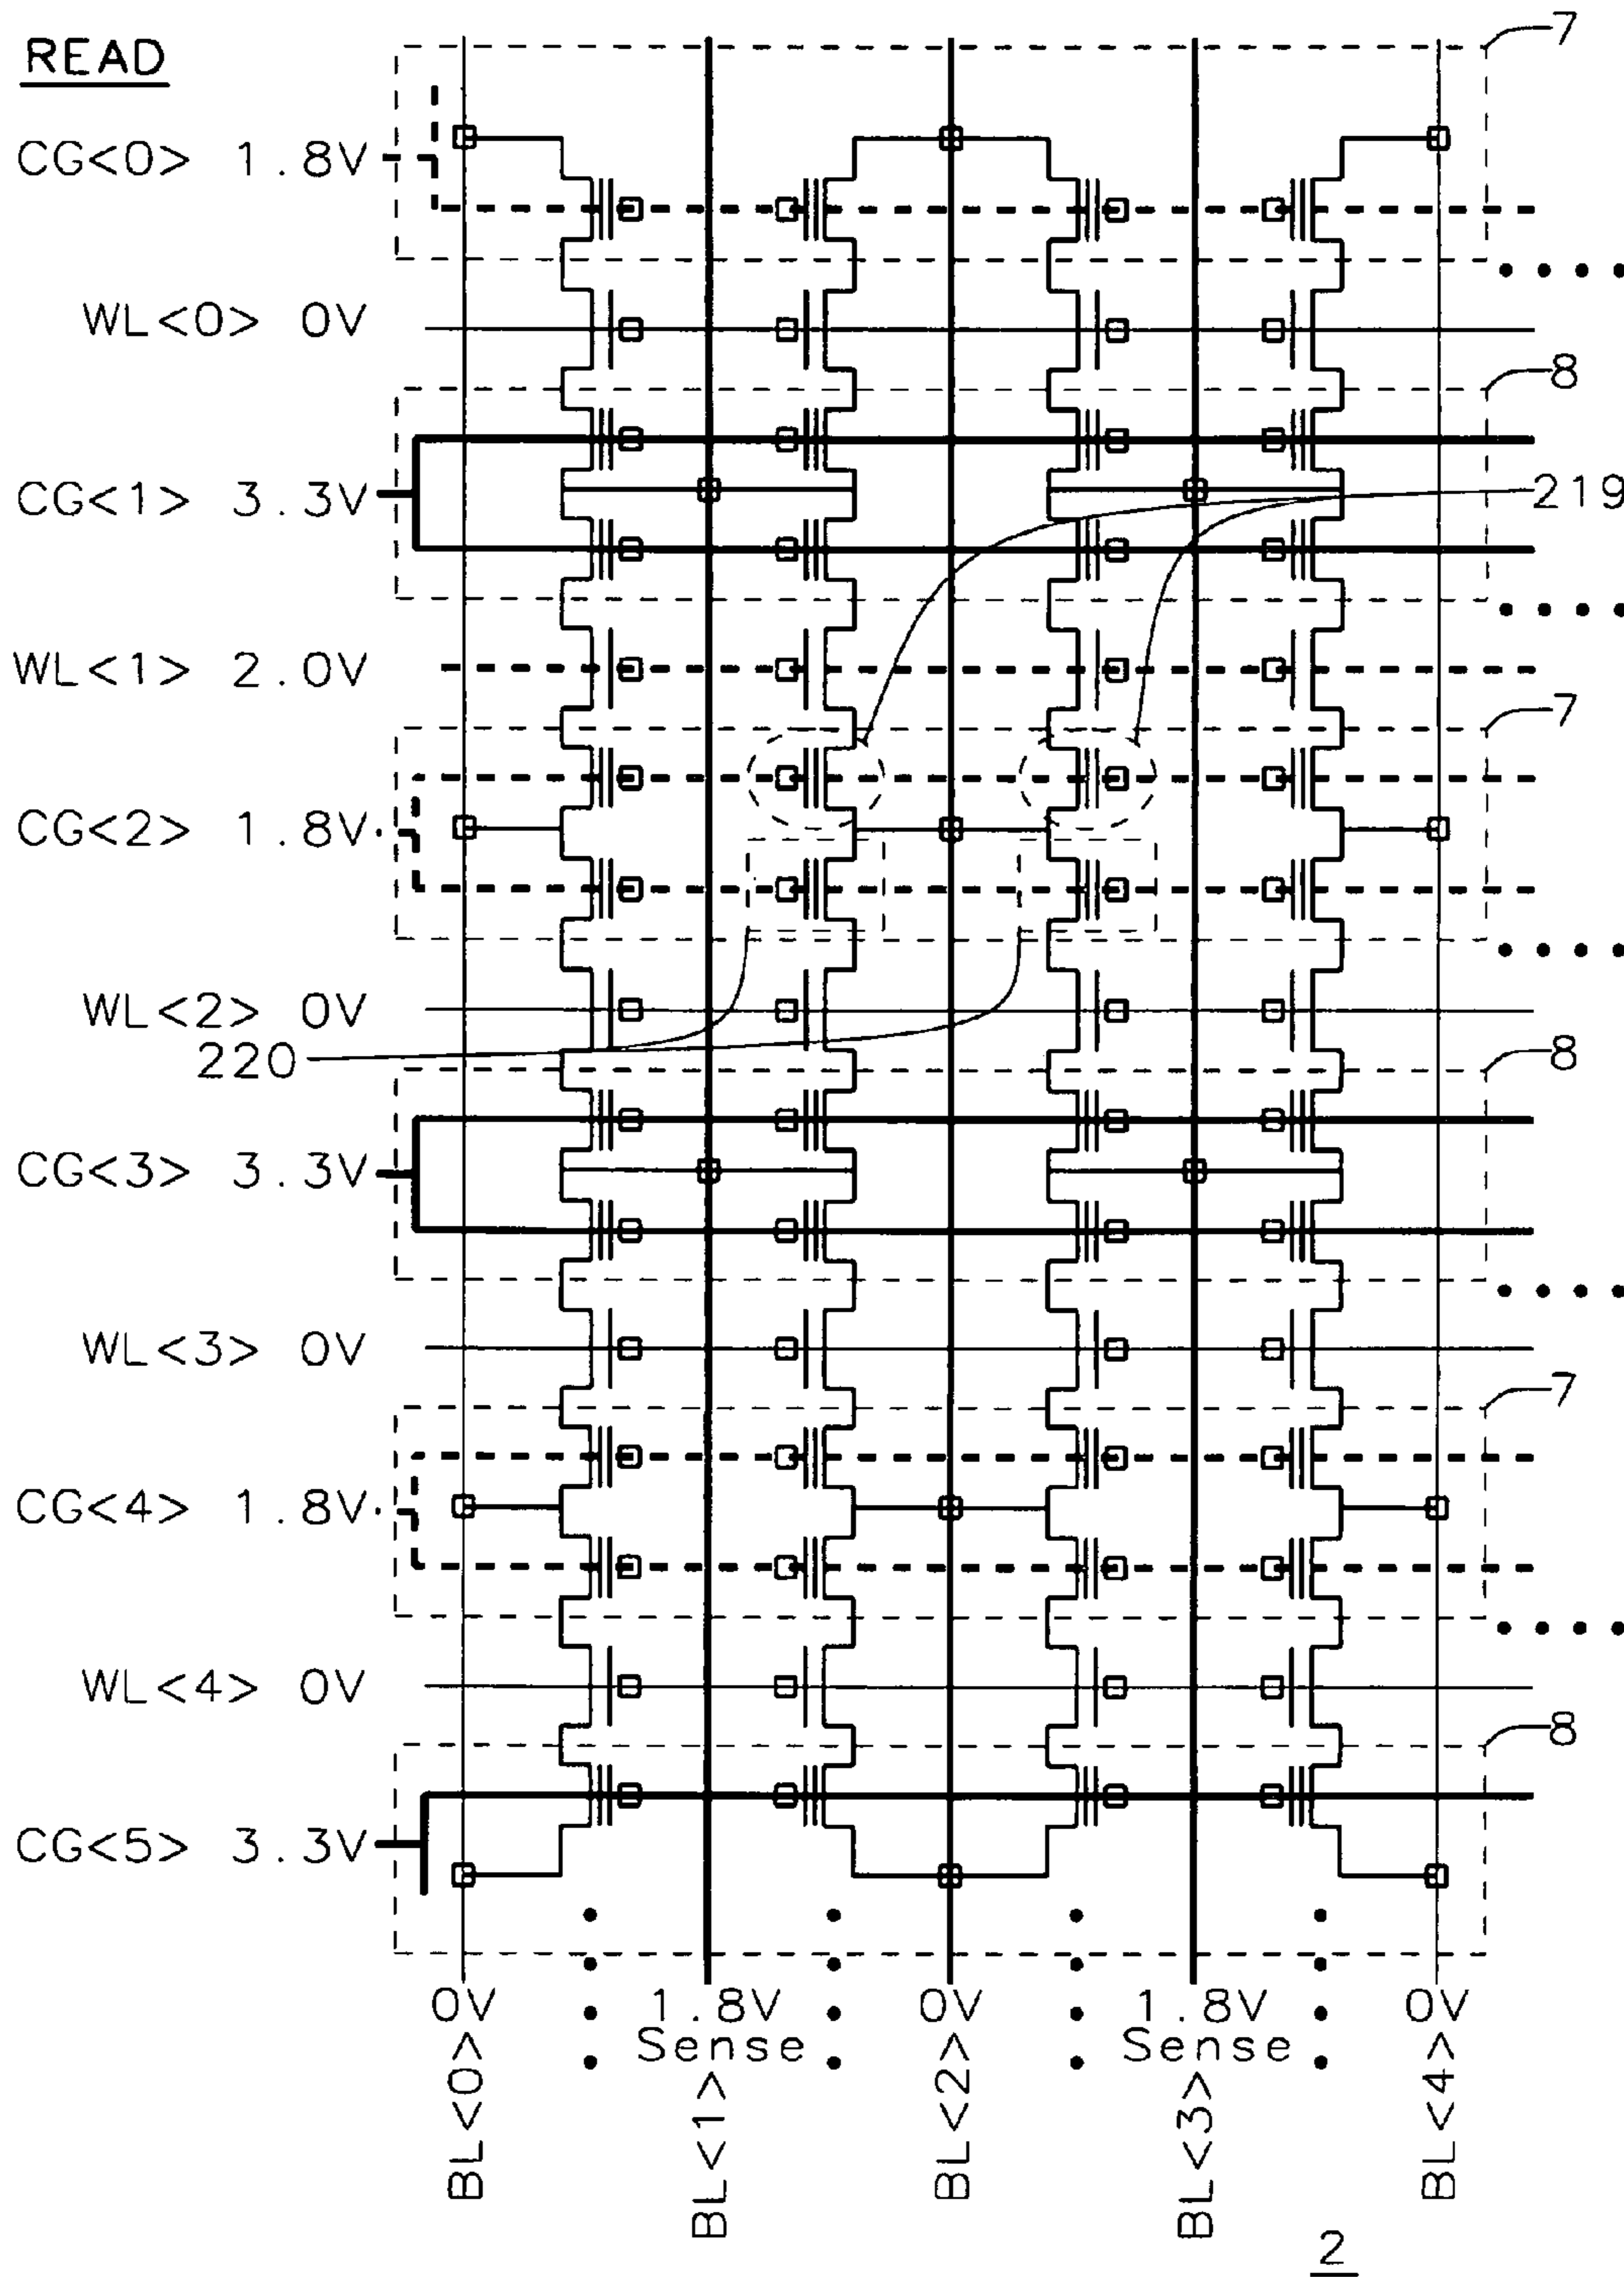 READ
7
CG<0> 1.8V
WL<0> 0V
8
CG<1> 3.3V
219
WL<1> 2.0V
7
CG<2> 1.8V
WL<2> 0V
220
8
CG<3> 3.3V
WL<3> 0V
7
CG<4> 1.8V
WL<4> 0V
8
CG<5> 3.3V
0V 1.8V 0V 1.8V 0V
Sense Sense
BL<0> BL<1> BL<2> BL<3> BL<4>
2